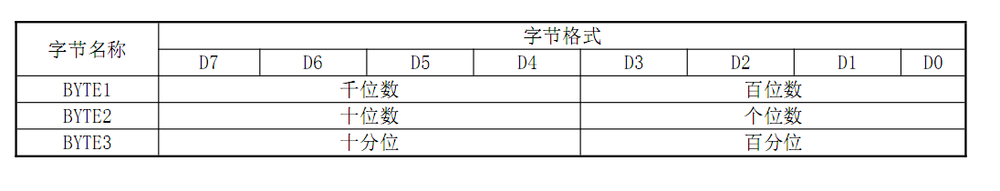 字节名称 字节格式
D7 D6 D5 D4 D3 D2 D1 D0
BYTE1 千位数 百位数
BYTE2 十位数 个位数
BYTE3 十分位 百分位